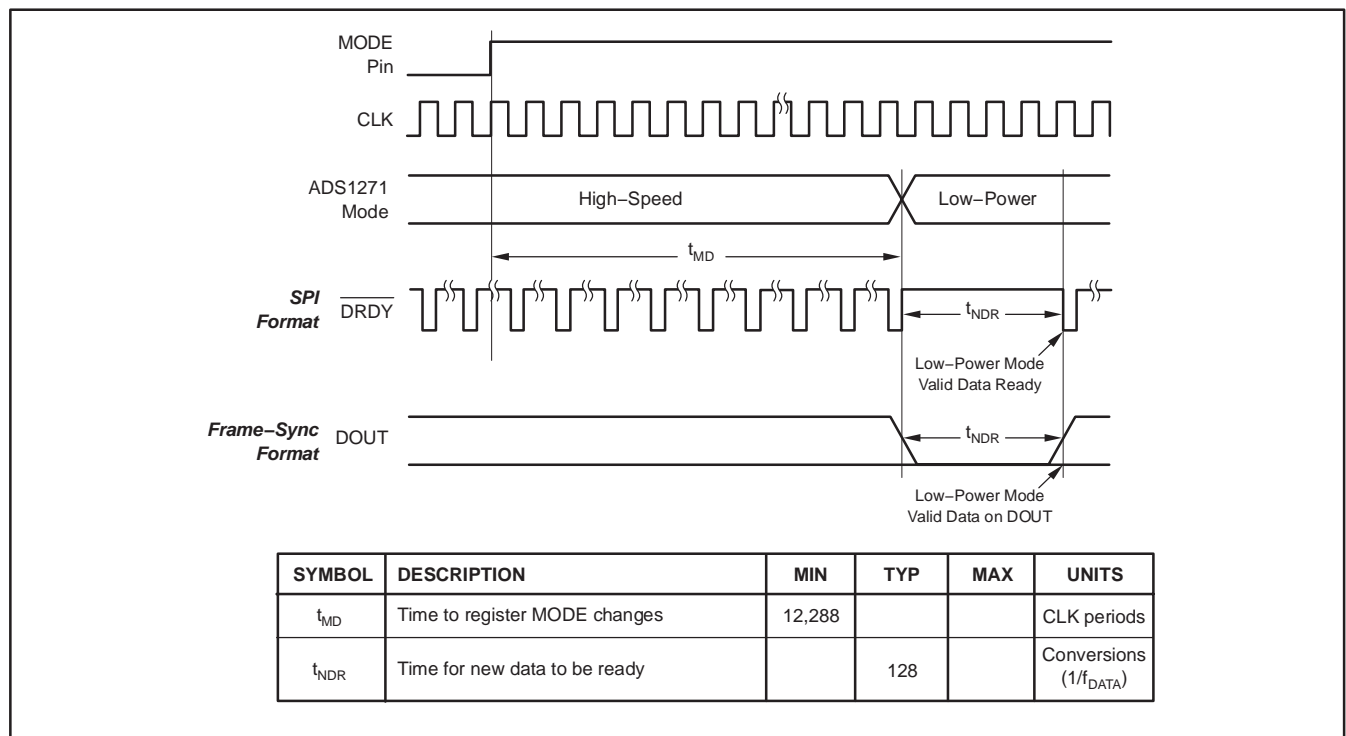 MODE
Pin
CLK
ADS1271
Mode
High−Speed
Low−Power
tMD
SPI
Format
DRDY
tNDR
Low−Power Mode
Valid Data Ready
Frame−Sync
Format
DOUT
tNDR
Low−Power Mode
Valid Data on DOUT
SYMBOL DESCRIPTION MIN TYP MAX UNITS
tMD Time to register MODE changes 12,288 CLK periods
tNDR Time for new data to be ready 128 Conversions
(1/fDATA)